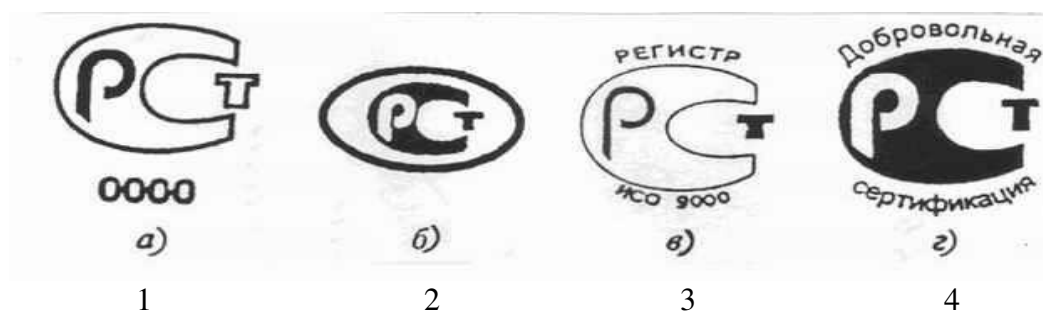 РСТ
0000
РСТ
РЕГИСТР
РСТ
ИСО 9000
Добровольная
РСТ
сертификация
а) б) в) г)
1 2 3 4